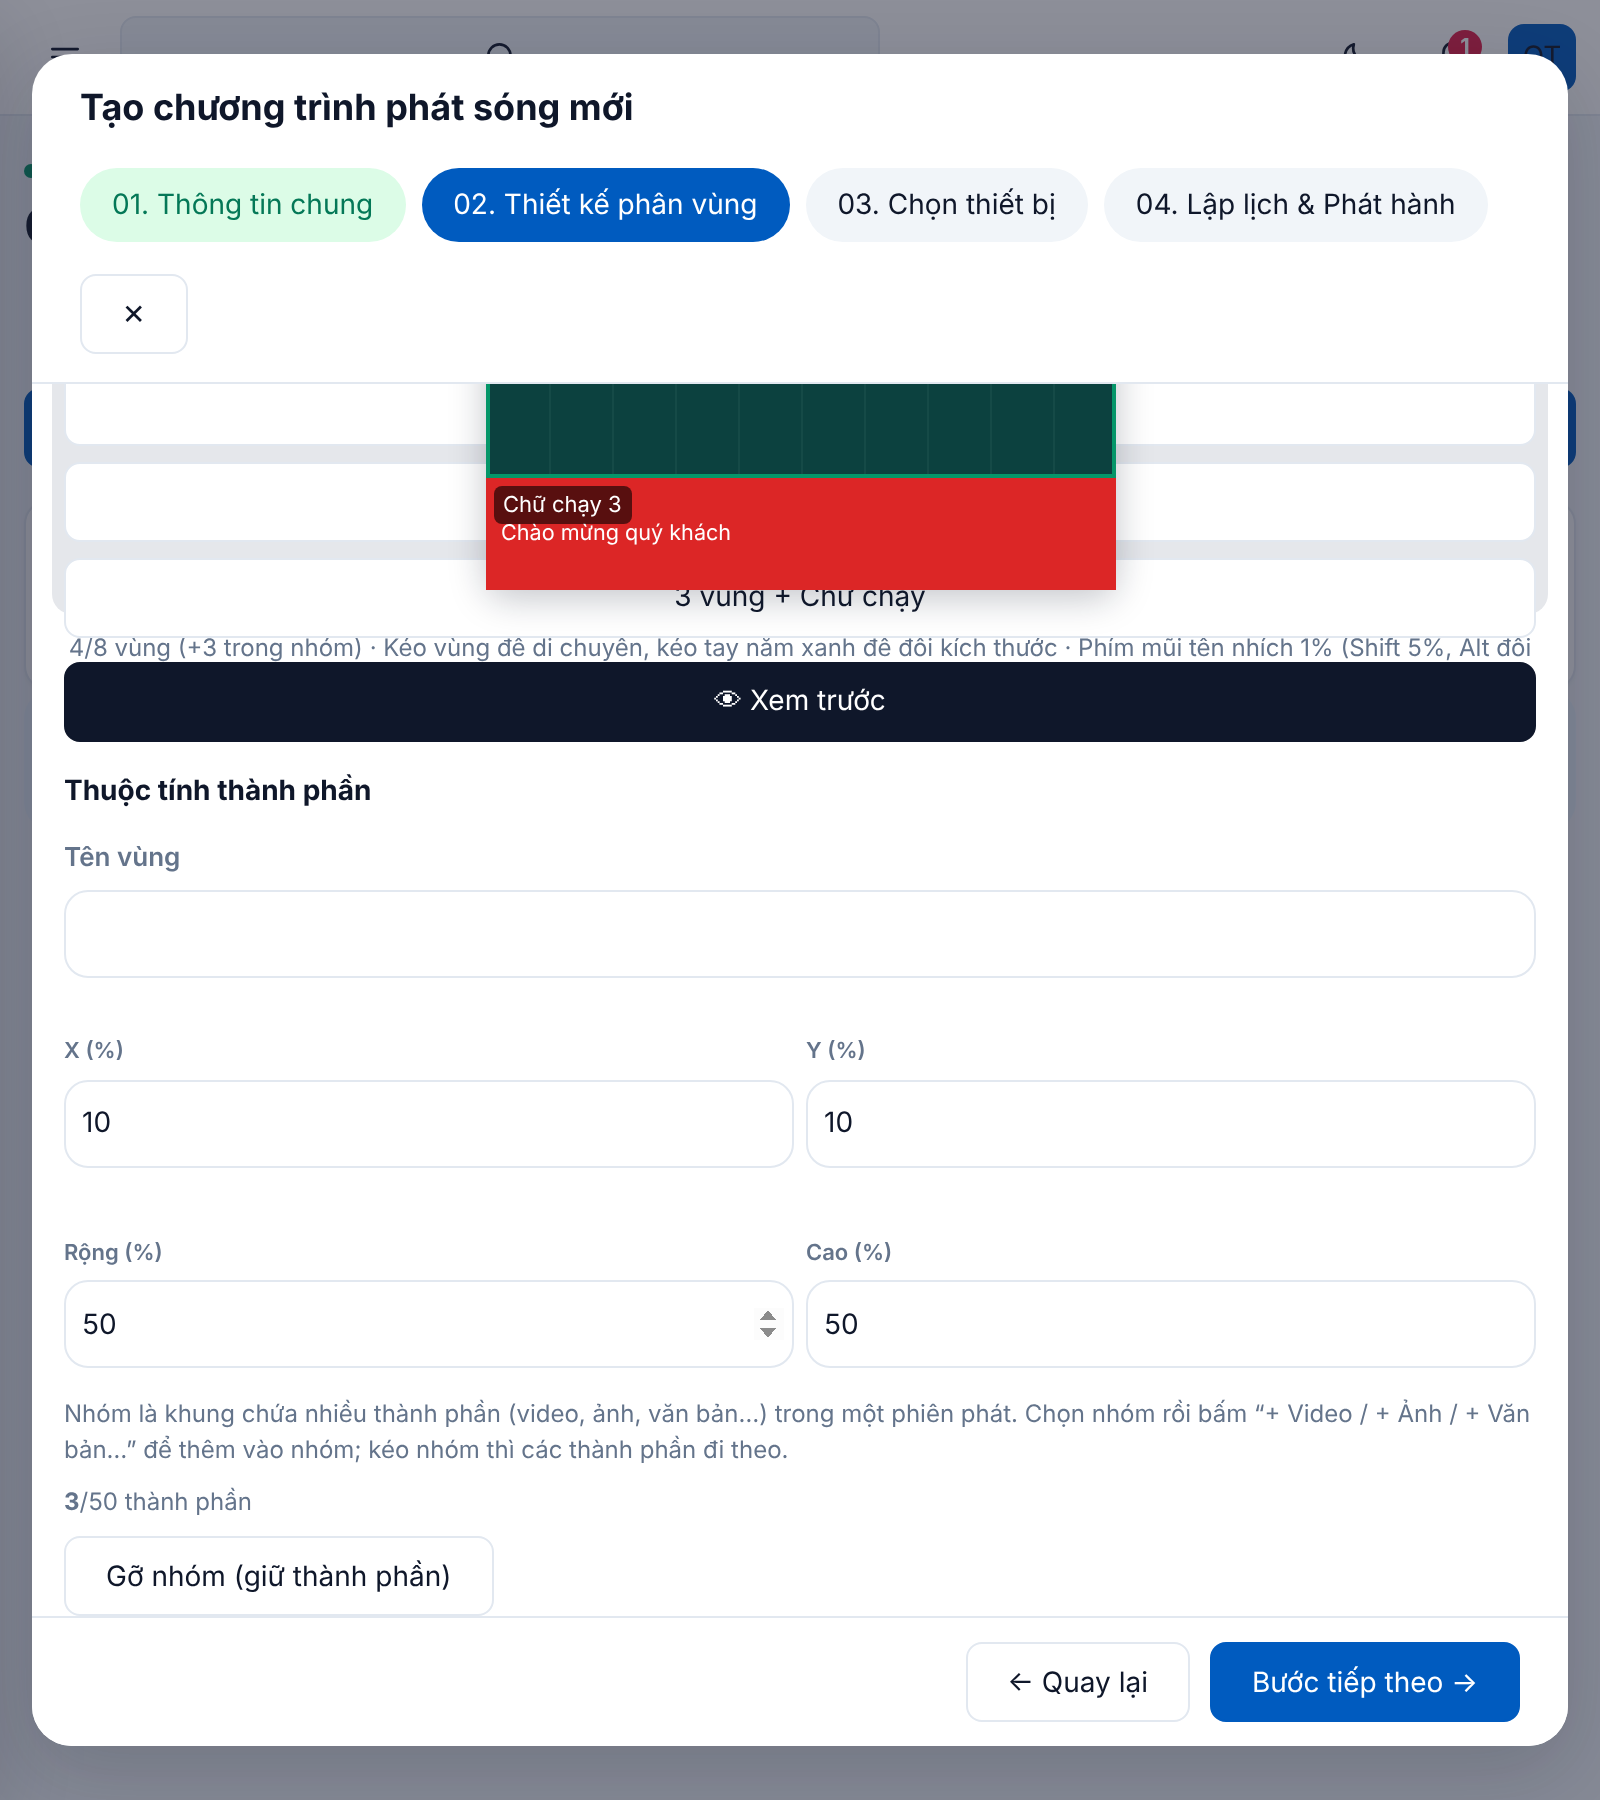 1
Tạo chương trình phát sóng mới
01. Thông tin chung
02. Thiết kế phân vùng
03. Chọn thiết bị
04. Lập lịch & Phát hành
×
Chữ chạy 3
Chào mừng quý khách
3 vùng + Chữ chạy
4/8 vùng (+3 trong nhóm) · Kéo vùng để di chuyển, kéo tay nắm xanh để đổi kích thước · Phím mũi tên nhích 1% (Shift 5%, Alt đổi
Xem trước
Thuộc tính thành phần
Tên vùng
X (%)
Y (%)
10
10
Rộng (%)
Cao (%)
50
50
Nhóm là khung chứa nhiều thành phần (video, ảnh, văn bản...) trong một phiên phát. Chọn nhóm rồi bấm “+ Video / + Ảnh / + Văn
bản...” để thêm vào nhóm; kéo nhóm thì các thành phần đi theo.
3/50 thành phần
Gỡ nhóm (giữ thành phần)
← Quay lại
Bước tiếp theo →